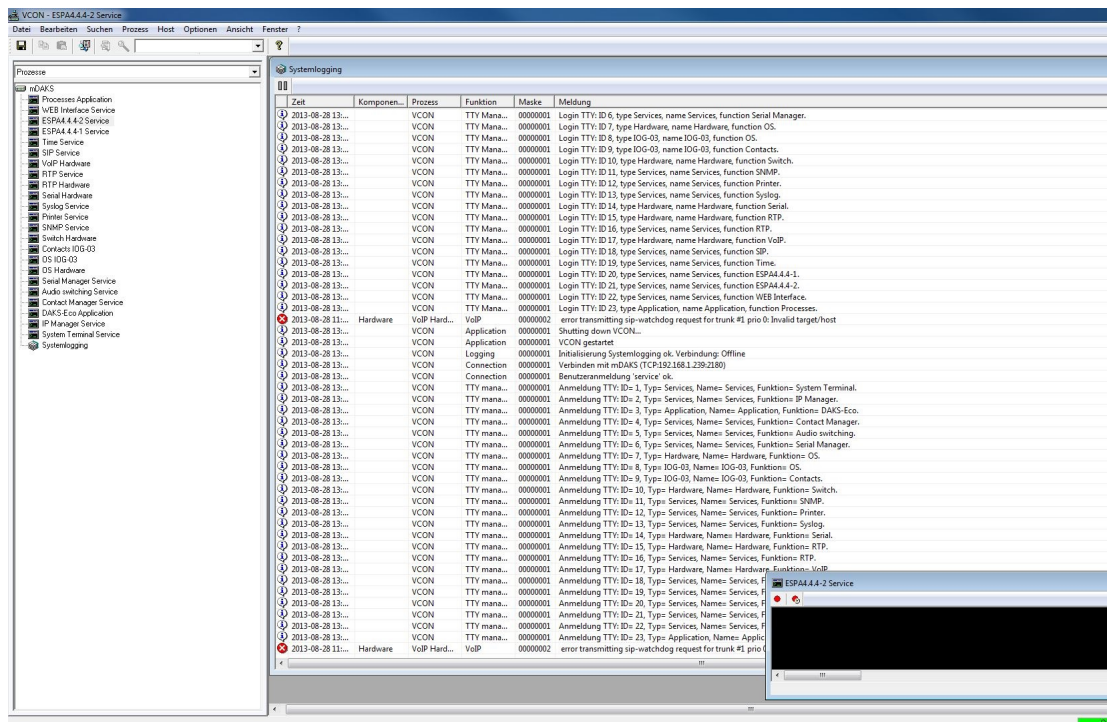 VCON - ESPA4.4.4-2 Service
Datei Bearbeiten Suchen Prozess Host Optionen Ansicht Fenster ?
Prozesse
mDAKS
Processes Application
WEB Interface Service
ESPA4.4.4-2 Service
ESPA4.4.4-1 Service
Time Service
SIP Service
VoIP Hardware
RTP Service
RTP Hardware
Serial Hardware
Syslog Service
Printer Service
SNMP Service
Switch Hardware
Contacts IOG-03
OS IOG-03
OS Hardware
Serial Manager Service
Audio switching Service
Contact Manager Service
DAKS-Eco Application
IP Manager Service
System Terminal Service
Systemlogging
Systemlogging
Zeit Komponen... Prozess Funktion Maske Meldung
2013-08-28 13:... VCON TTY Mana... 00000001 Login TTY: ID 6, type Services, name Services, function Serial Manager.
2013-08-28 13:... VCON TTY Mana... 00000001 Login TTY: ID 7, type Hardware, name Hardware, function OS.
2013-08-28 13:... VCON TTY Mana... 00000001 Login TTY: ID 8, type IOG-03, name IOG-03, function OS.
2013-08-28 13:... VCON TTY Mana... 00000001 Login TTY: ID 9, type IOG-03, name IOG-03, function Contacts.
2013-08-28 13:... VCON TTY Mana... 00000001 Login TTY: ID 10, type Hardware, name Hardware, function Switch.
2013-08-28 13:... VCON TTY Mana... 00000001 Login TTY: ID 11, type Services, name Services, function SNMP.
2013-08-28 13:... VCON TTY Mana... 00000001 Login TTY: ID 12, type Services, name Services, function Printer.
2013-08-28 13:... VCON TTY Mana... 00000001 Login TTY: ID 13, type Services, name Services, function Syslog.
2013-08-28 13:... VCON TTY Mana... 00000001 Login TTY: ID 14, type Hardware, name Hardware, function Serial.
2013-08-28 13:... VCON TTY Mana... 00000001 Login TTY: ID 15, type Hardware, name Hardware, function RTP.
2013-08-28 13:... VCON TTY Mana... 00000001 Login TTY: ID 16, type Services, name Services, function RTP.
2013-08-28 13:... VCON TTY Mana... 00000001 Login TTY: ID 17, type Hardware, name Hardware, function VoIP.
2013-08-28 13:... VCON TTY Mana... 00000001 Login TTY: ID 18, type Services, name Services, function SIP.
2013-08-28 13:... VCON TTY Mana... 00000001 Login TTY: ID 19, type Services, name Services, function Time.
2013-08-28 13:... VCON TTY Mana... 00000001 Login TTY: ID 20, type Services, name Services, function ESPA4.4.4-1.
2013-08-28 13:... VCON TTY Mana... 00000001 Login TTY: ID 21, type Services, name Services, function ESPA4.4.4-2.
2013-08-28 13:... VCON TTY Mana... 00000001 Login TTY: ID 22, type Services, name Services, function WEB Interface.
2013-08-28 13:... VCON TTY Mana... 00000001 Login TTY: ID 23, type Application, name Application, function Processes.
2013-08-28 11:... Hardware VoIP Hard... VoIP 00000002 error transmitting sip-watchdog request for trunk #1 prio 0: Invalid target/host
2013-08-28 13:... VCON Application 00000001 Shutting down VCON...
2013-08-28 13:... VCON Application 00000001 VCON gestartet
2013-08-28 13:... VCON Logging 00000001 Initialisierung Systemlogging ok. Verbindung: Offline
2013-08-28 13:... VCON Connection 00000001 Verbinden mit mDAKS (TCP:192.168.1.239:2180)
2013-08-28 13:... VCON Connection 00000001 Benutzeranmeldung 'service' ok.
2013-08-28 13:... VCON TTY mana... 00000001 Anmeldung TTY: ID= 1, Typ= Services, Name= Services, Funktion= System Terminal.
2013-08-28 13:... VCON TTY mana... 00000001 Anmeldung TTY: ID= 2, Typ= Services, Name= Services, Funktion= IP Manager.
2013-08-28 13:... VCON TTY mana... 00000001 Anmeldung TTY: ID= 3, Typ= Application, Name= Application, Funktion= DAKS-Eco.
2013-08-28 13:... VCON TTY mana... 00000001 Anmeldung TTY: ID= 4, Typ= Services, Name= Services, Funktion= Contact Manager.
2013-08-28 13:... VCON TTY mana... 00000001 Anmeldung TTY: ID= 5, Typ= Services, Name= Services, Funktion= Audio switching.
2013-08-28 13:... VCON TTY mana... 00000001 Anmeldung TTY: ID= 6, Typ= Services, Name= Services, Funktion= Serial Manager.
2013-08-28 13:... VCON TTY mana... 00000001 Anmeldung TTY: ID= 7, Typ= Hardware, Name= Hardware, Funktion= OS.
2013-08-28 13:... VCON TTY mana... 00000001 Anmeldung TTY: ID= 8, Typ= IOG-03, Name= IOG-03, Funktion= OS.
2013-08-28 13:... VCON TTY mana... 00000001 Anmeldung TTY: ID= 9, Typ= IOG-03, Name= IOG-03, Funktion= Contacts.
2013-08-28 13:... VCON TTY mana... 00000001 Anmeldung TTY: ID= 10, Typ= Hardware, Name= Hardware, Funktion= Switch.
2013-08-28 13:... VCON TTY mana... 00000001 Anmeldung TTY: ID= 11, Typ= Services, Name= Services, Funktion= SNMP.
2013-08-28 13:... VCON TTY mana... 00000001 Anmeldung TTY: ID= 12, Typ= Services, Name= Services, Funktion= Printer.
2013-08-28 13:... VCON TTY mana... 00000001 Anmeldung TTY: ID= 13, Typ= Services, Name= Services, Funktion= Syslog.
2013-08-28 13:... VCON TTY mana... 00000001 Anmeldung TTY: ID= 14, Typ= Hardware, Name= Hardware, Funktion= Serial.
2013-08-28 13:... VCON TTY mana... 00000001 Anmeldung TTY: ID= 15, Typ= Hardware, Name= Hardware, Funktion= RTP.
2013-08-28 13:... VCON TTY mana... 00000001 Anmeldung TTY: ID= 16, Typ= Services, Name= Services, Funktion= RTP.
2013-08-28 13:... VCON TTY mana... 00000001 Anmeldung TTY: ID= 17, Typ= Hardware, Name= Hardware, Funktion= VoIP.
2013-08-28 13:... VCON TTY mana... 00000001 Anmeldung TTY: ID= 18, Typ= Services, Name= Services, F
2013-08-28 13:... VCON TTY mana... 00000001 Anmeldung TTY: ID= 19, Typ= Services, Name= Services, F
2013-08-28 13:... VCON TTY mana... 00000001 Anmeldung TTY: ID= 20, Typ= Services, Name= Services, F
2013-08-28 13:... VCON TTY mana... 00000001 Anmeldung TTY: ID= 21, Typ= Services, Name= Services, F
2013-08-28 13:... VCON TTY mana... 00000001 Anmeldung TTY: ID= 22, Typ= Services, Name= Services, F
2013-08-28 13:... VCON TTY mana... 00000001 Anmeldung TTY: ID= 23, Typ= Application, Name= Applic
2013-08-28 11:... Hardware VoIP Hard... VoIP 00000002 error transmitting sip-watchdog request for trunk #1 prio 0
ESPA4.4.4-2 Service